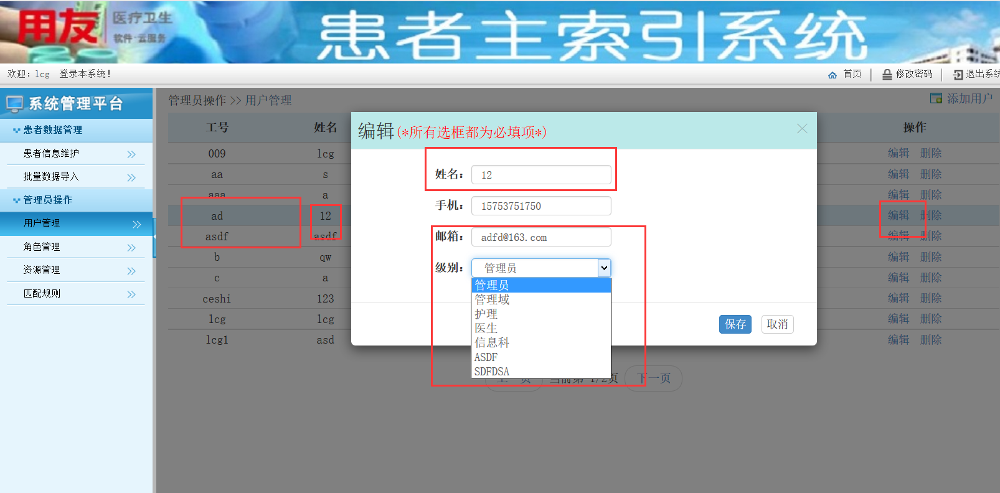 用友 医疗卫生
软件·云服务
患者主索引系统
欢迎：lcg 登录本系统！
首页 | 修改密码 | 退出系统
系统管理平台
患者数据管理
患者信息维护
批量数据导入
管理员操作
用户管理
角色管理
资源管理
匹配规则
管理员操作 >> 用户管理
添加用户
工号 姓名 操作
009 lcg 编辑 删除
aa s 编辑 删除
aaa a 编辑 删除
ad 12 编辑 删除
asdf asdf 编辑 删除
b qw 编辑 删除
c a 编辑 删除
ceshi 123 编辑 删除
lcg lcg 编辑 删除
lcg1 asd 编辑 删除
编辑(*所有选框都为必填项*)
姓名： 12
手机： 15753751750
邮箱： adfd@163.com
级别： 管理员
管理员
管理域
护理
医生
信息科
ASDF
SDFDSA
保存 取消
上一页 当前第 1/2页 下一页